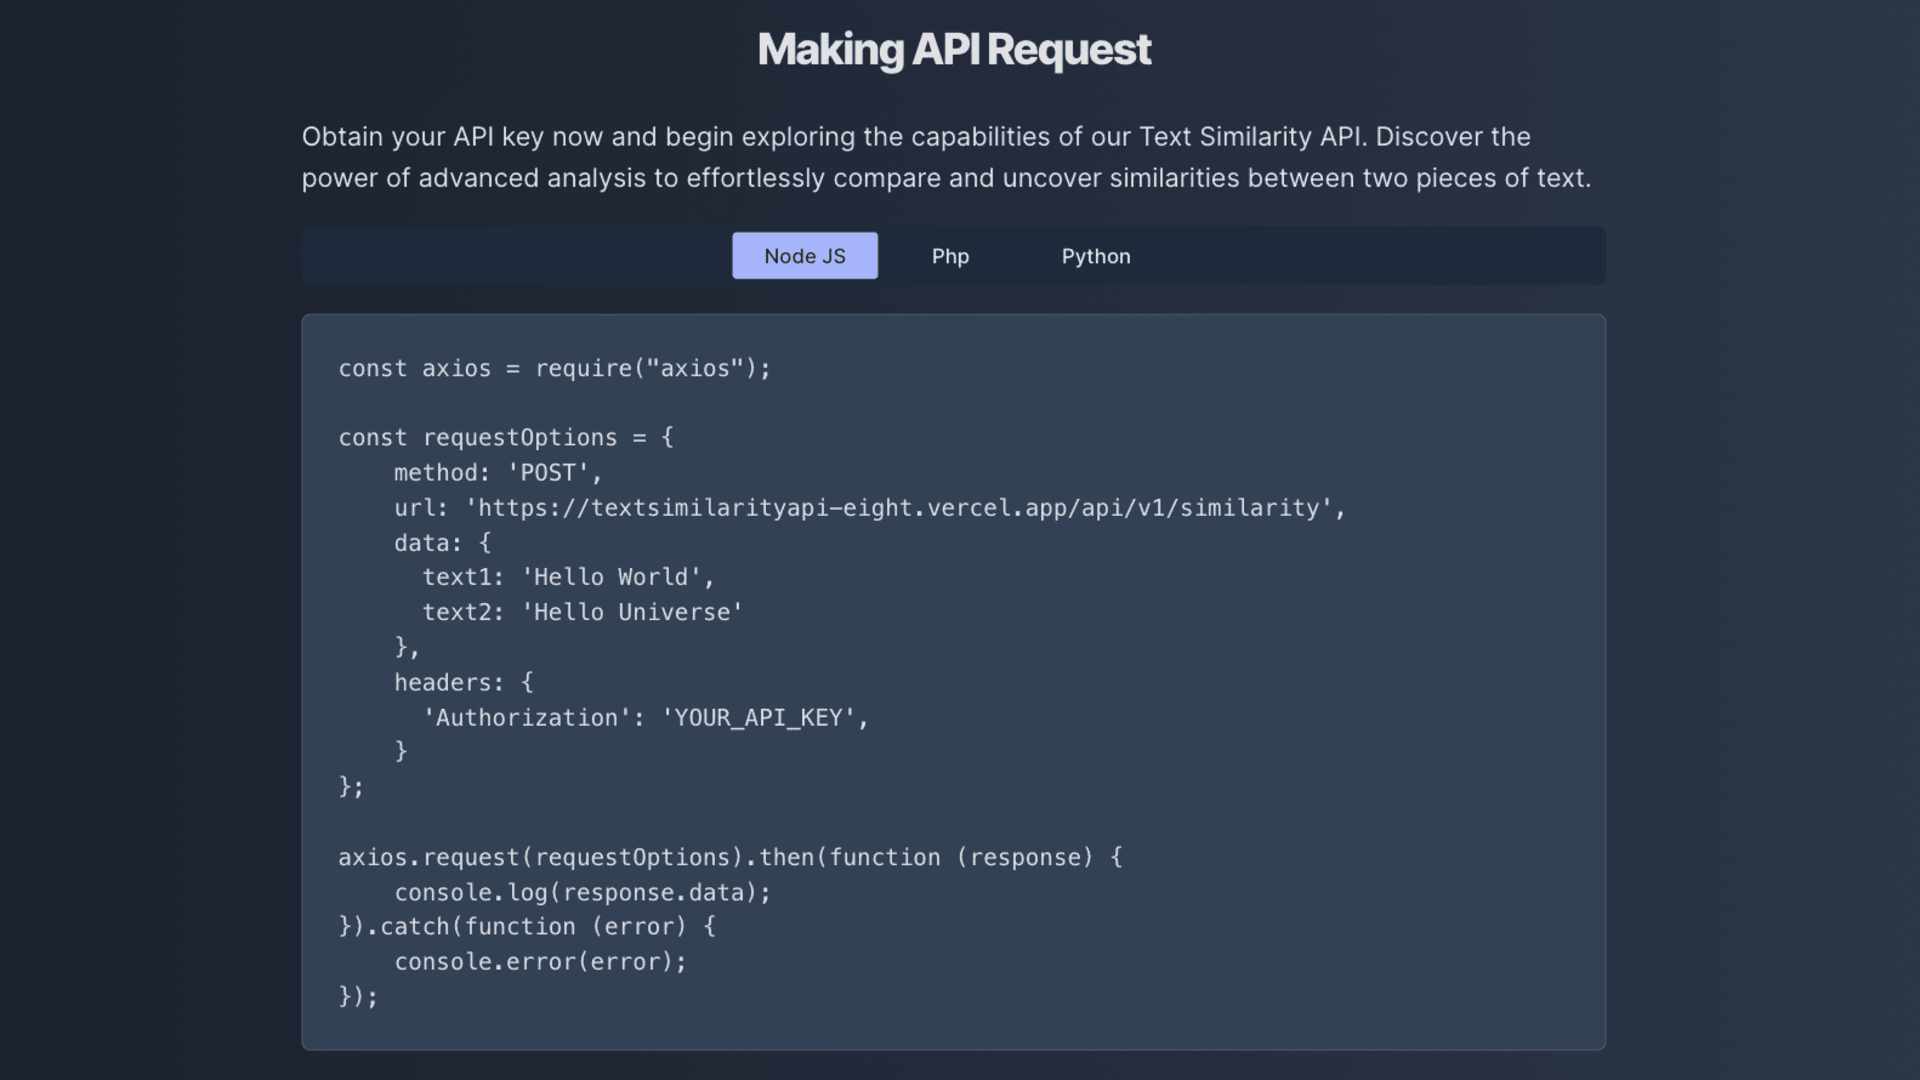 Making API Request
Obtain your API key now and begin exploring the capabilities of our Text Similarity API. Discover the
power of advanced analysis to effortlessly compare and uncover similarities between two pieces of text.
Node JS Php Python
const axios = require("axios");
const requestOptions = {
    method: 'POST',
    url: 'https://textsimilarityapi-eight.vercel.app/api/v1/similarity',
    data: {
      text1: 'Hello World',
      text2: 'Hello Universe'
    },
    headers: {
      'Authorization': 'YOUR_API_KEY',
    }
};
axios.request(requestOptions).then(function (response) {
    console.log(response.data);
}).catch(function (error) {
    console.error(error);
});